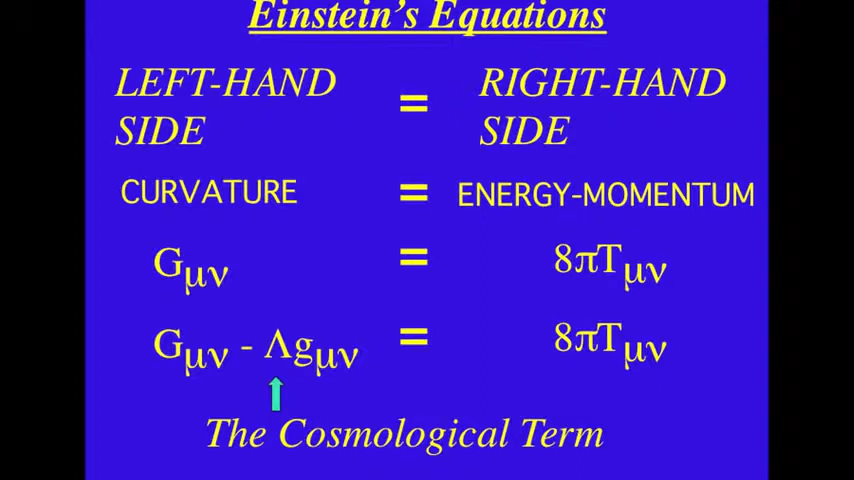 Einstein's Equations
LEFT-HAND SIDE = RIGHT-HAND SIDE
CURVATURE = ENERGY-MOMENTUM
Gμν = 8πTμν
Gμν - Λgμν = 8πTμν
The Cosmological Term